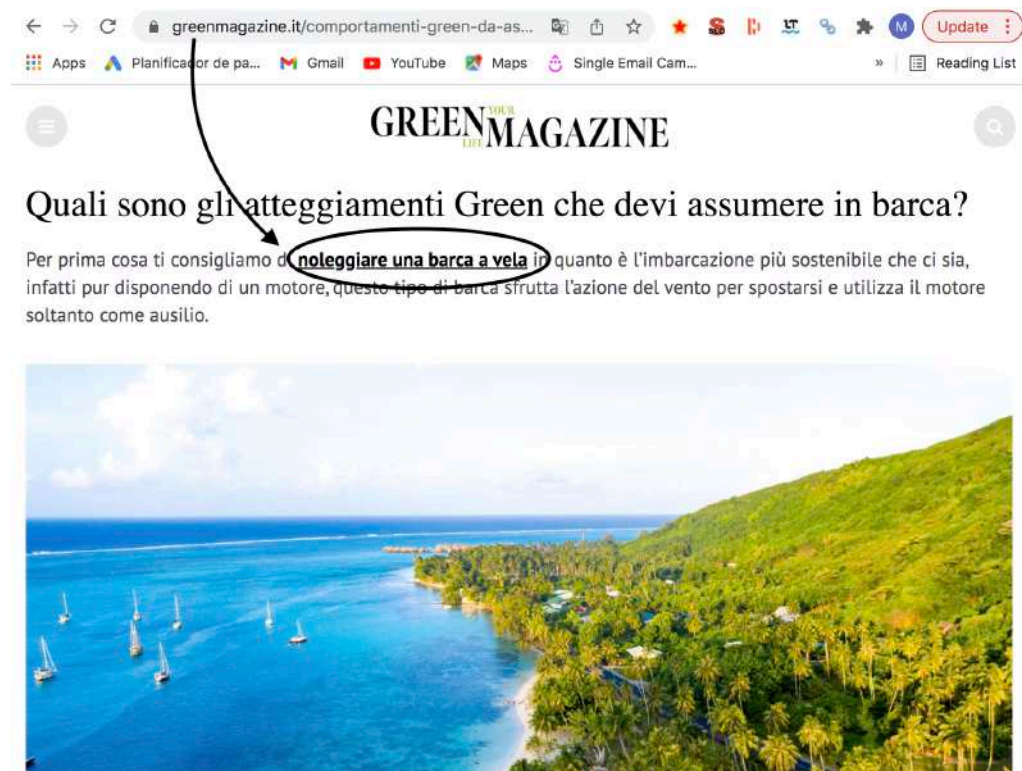 greenmagazine.it/comportamenti-green-da-as...
M
Update
Apps
Planificador de pa...
Gmail
YouTube
Maps
Single Email Cam...
»
Reading List
GREEN YOUR LIFE MAGAZINE
Quali sono gli atteggiamenti Green che devi assumere in barca?
Per prima cosa ti consigliamo di noleggiare una barca a vela in quanto è l'imbarcazione più sostenibile che ci sia,
infatti pur disponendo di un motore, questo tipo di barca sfrutta l'azione del vento per spostarsi e utilizza il motore
soltanto come ausilio.